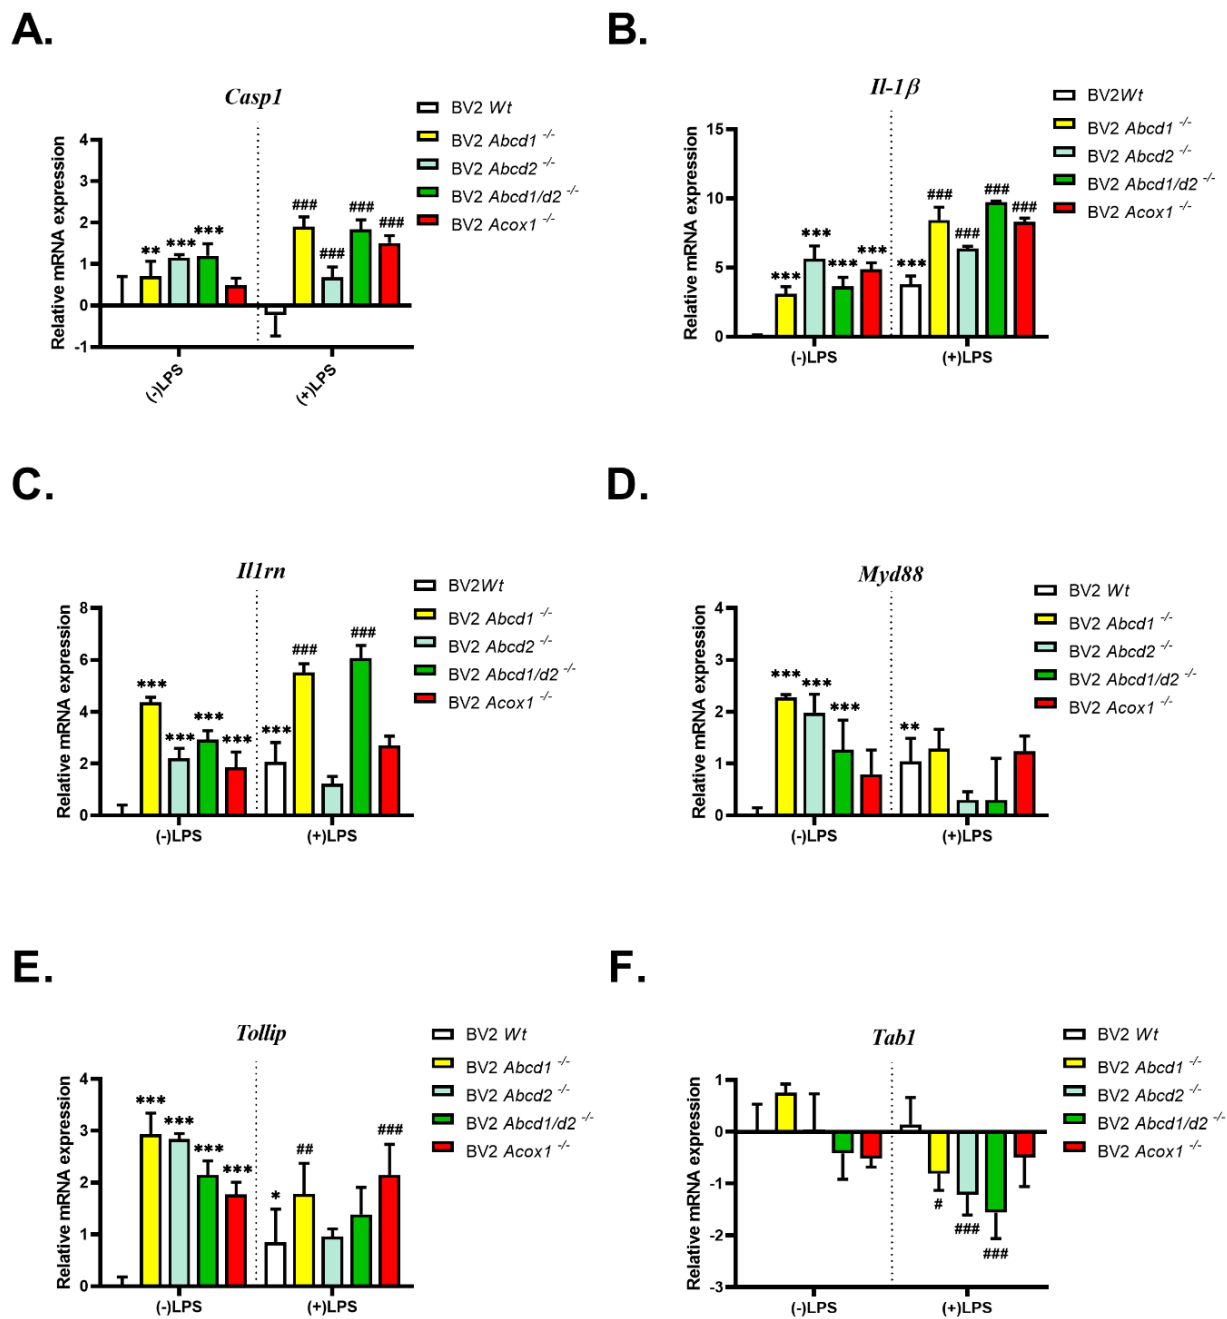 A.
Casp1
Relative mRNA expression
4
3
2
1
0
-1
** *** *** ### ### ### ###
(-)LPS
(+)LPS
BV2 Wt
BV2 Abcd1 -/-
BV2 Abcd2 -/-
BV2 Abcd1/d2 -/-
BV2 Acox1 -/-
B.
Il-1β
Relative mRNA expression
15
10
5
0
*** *** *** *** *** ### ### ### ###
(-)LPS
(+)LPS
BV2Wt
BV2 Abcd1 -/-
BV2 Abcd2 -/-
BV2 Abcd1/d2 -/-
BV2 Acox1 -/-
C.
Il1rn
Relative mRNA expression
8
6
4
2
0
*** *** *** *** *** ### ###
(-)LPS
(+)LPS
BV2Wt
BV2 Abcd1 -/-
BV2 Abcd2 -/-
BV2 Abcd1/d2 -/-
BV2 Acox1 -/-
D.
Myd88
Relative mRNA expression
4
3
2
1
0
*** *** *** **
(-)LPS
(+)LPS
BV2 Wt
BV2 Abcd1 -/-
BV2 Abcd2 -/-
BV2 Abcd1/d2 -/-
BV2 Acox1 -/-
E.
Tollip
Relative mRNA expression
4
3
2
1
0
*** *** *** *** * ## ###
(-)LPS
(+)LPS
BV2 Wt
BV2 Abcd1 -/-
BV2 Abcd2 -/-
BV2 Abcd1/d2 -/-
BV2 Acox1 -/-
F.
Tab1
Relative mRNA expression
1
0
-1
-2
-3
# ### ###
(-)LPS
(+)LPS
BV2 Wt
BV2 Abcd1 -/-
BV2 Abcd2 -/-
BV2 Abcd1/d2 -/-
BV2 Acox1 -/-